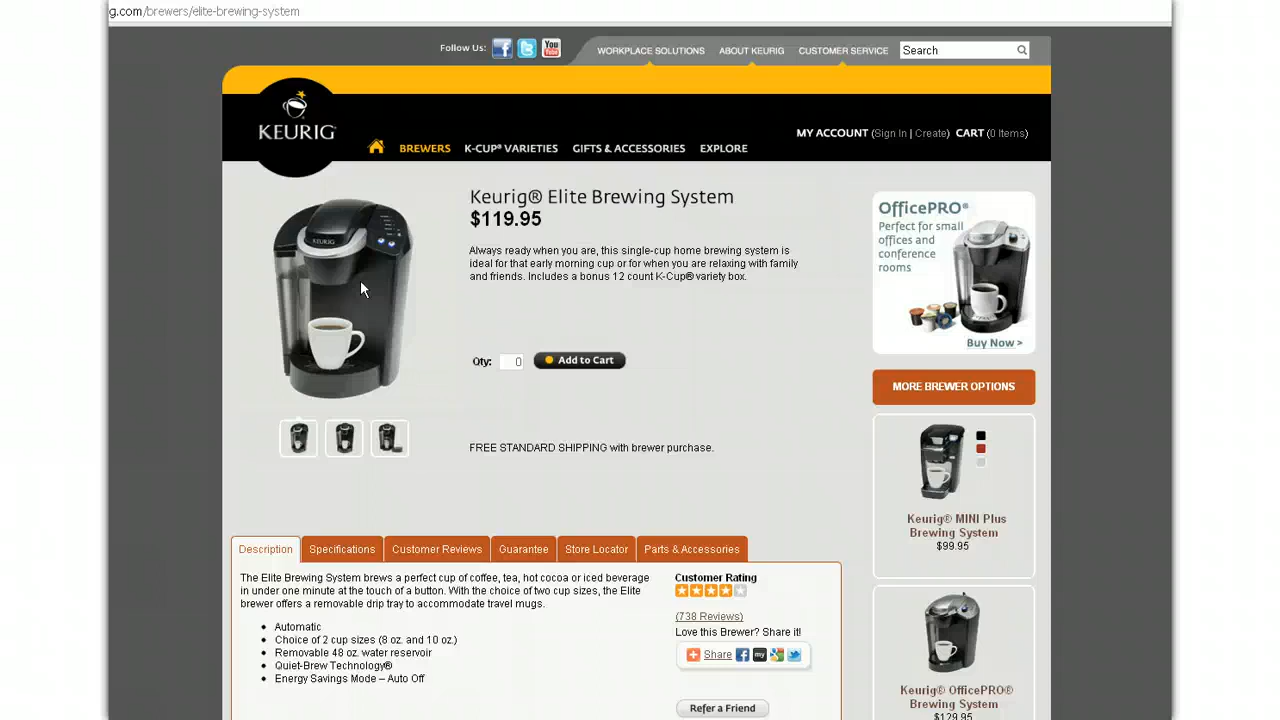 g.com/brewers/elite-brewing-system
Follow Us:
You
Tube
WORKPLACE SOLUTIONS
ABOUT KEURIG
CUSTOMER SERVICE
Search
KEURIG
MY ACCOUNT (Sign In | Create) CART (0 Items)
BREWERS
K-CUP® VARIETIES
GIFTS & ACCESSORIES
EXPLORE
KEURIG
Keurig® Elite Brewing System
$119.95
Always ready when you are, this single-cup home brewing system is
ideal for that early morning cup or for when you are relaxing with family
and friends. Includes a bonus 12 count K-Cup® variety box.
Qty: 0 Add to Cart
FREE STANDARD SHIPPING with brewer purchase.
OfficePRO®
Perfect for small
offices and
conference
rooms
Buy Now >
MORE BREWER OPTIONS
Keurig® MINI Plus
Brewing System
$99.95
Keurig® OfficePRO®
Brewing System
$129.95
Description
Specifications
Customer Reviews
Guarantee
Store Locator
Parts & Accessories
The Elite Brewing System brews a perfect cup of coffee, tea, hot cocoa or iced beverage
in under one minute at the touch of a button. With the choice of two cup sizes, the Elite
brewer offers a removable drip tray to accommodate travel mugs.
Automatic
Choice of 2 cup sizes (8 oz. and 10 oz.)
Removable 48 oz. water reservoir
Quiet-Brew Technology®
Energy Savings Mode – Auto Off
Customer Rating
(738 Reviews)
Love this Brewer? Share it!
Share
my
Refer a Friend